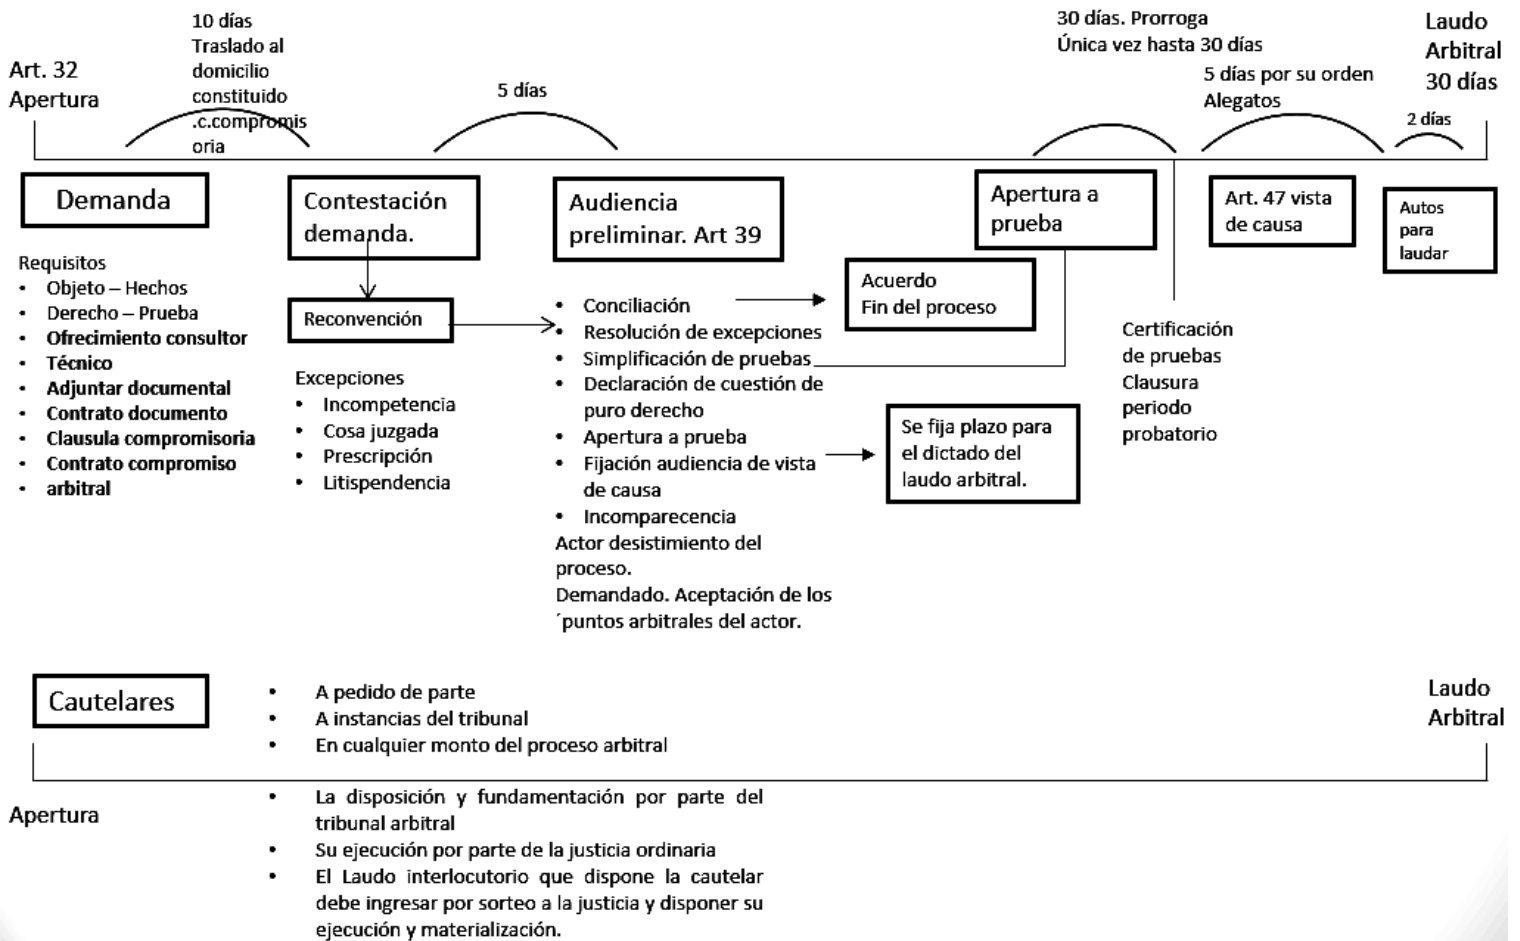 Art. 32
Apertura
10 días
Traslado al
domicilio
constituido
.c.compromis
oria
5 días
30 días. Prorroga
Única vez hasta 30 días
5 días por su orden
Alegatos
2 días
Laudo
Arbitral
30 días
Demanda
Requisitos
• Objeto – Hechos
• Derecho – Prueba
• Ofrecimiento consultor
• Técnico
• Adjuntar documental
• Contrato documento
• Clausula compromisoria
• Contrato compromiso
• arbitral
Contestación
demanda.
Reconvención
Excepciones
• Incompetencia
• Cosa juzgada
• Prescripción
• Litispendencia
Audiencia
preliminar. Art 39
• Conciliación
• Resolución de excepciones
• Simplificación de pruebas
• Declaración de cuestión de
puro derecho
• Apertura a prueba
• Fijación audiencia de vista
de causa
• Incomparecencia
Actor desistimiento del
proceso.
Demandado. Aceptación de los
´puntos arbitrales del actor.
Acuerdo
Fin del proceso
Se fija plazo para
el dictado del
laudo arbitral.
Apertura a
prueba
Certificación
de pruebas
Clausura
periodo
probatorio
Art. 47 vista
de causa
Autos
para
laudar
Cautelares
• A pedido de parte
• A instancias del tribunal
• En cualquier monto del proceso arbitral
Laudo
Arbitral
Apertura
• La disposición y fundamentación por parte del
tribunal arbitral
• Su ejecución por parte de la justicia ordinaria
• El Laudo interlocutorio que dispone la cautelar
debe ingresar por sorteo a la justicia y disponer su
ejecución y materialización.